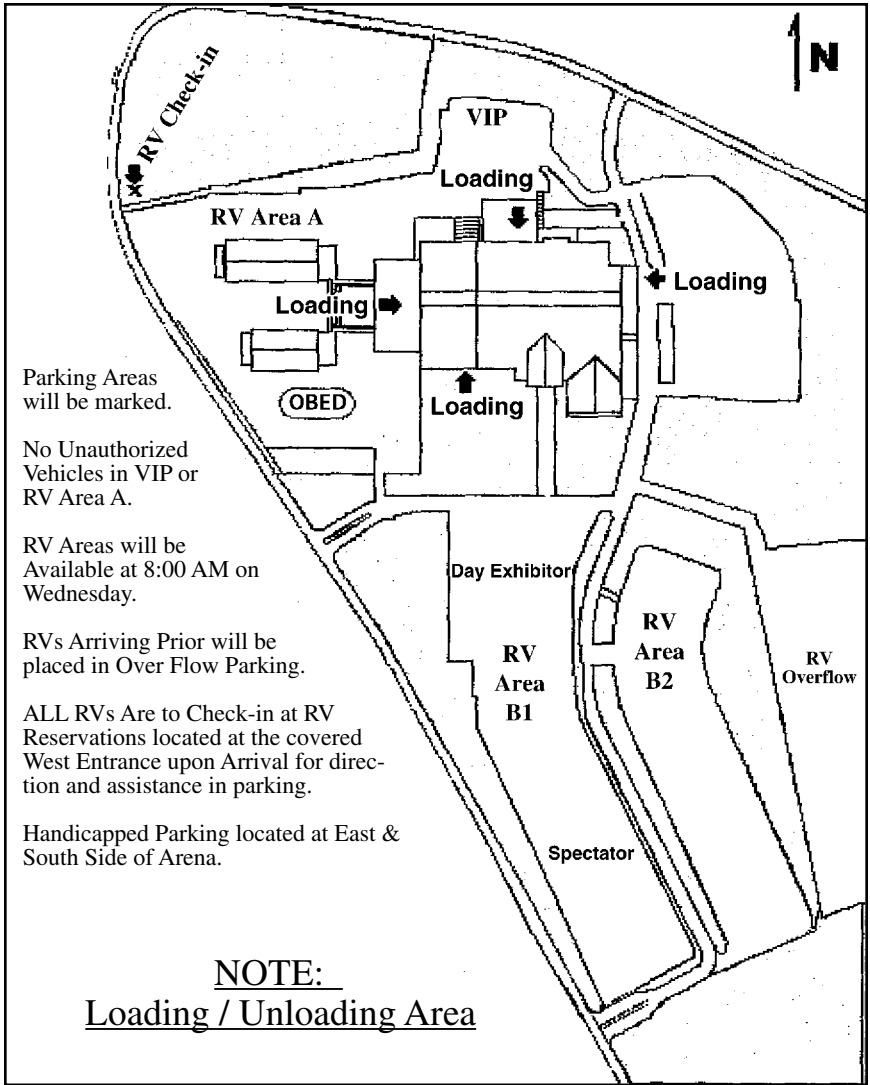 N
RV Check-in
x
VIP
Loading
RV Area A
Loading
Loading
Loading
OBED
Parking Areas
will be marked.
No Unauthorized
Vehicles in VIP or
RV Area A.
RV Areas will be
Available at 8:00 AM on
Wednesday.
RVs Arriving Prior will be
placed in Over Flow Parking.
ALL RVs Are to Check-in at RV
Reservations located at the covered
West Entrance upon Arrival for direc-
tion and assistance in parking.
Handicapped Parking located at East &
South Side of Arena.
Day Exhibitor
RV
Area
B1
RV
Area
B2
RV
Overflow
Spectator
NOTE:
Loading / Unloading Area